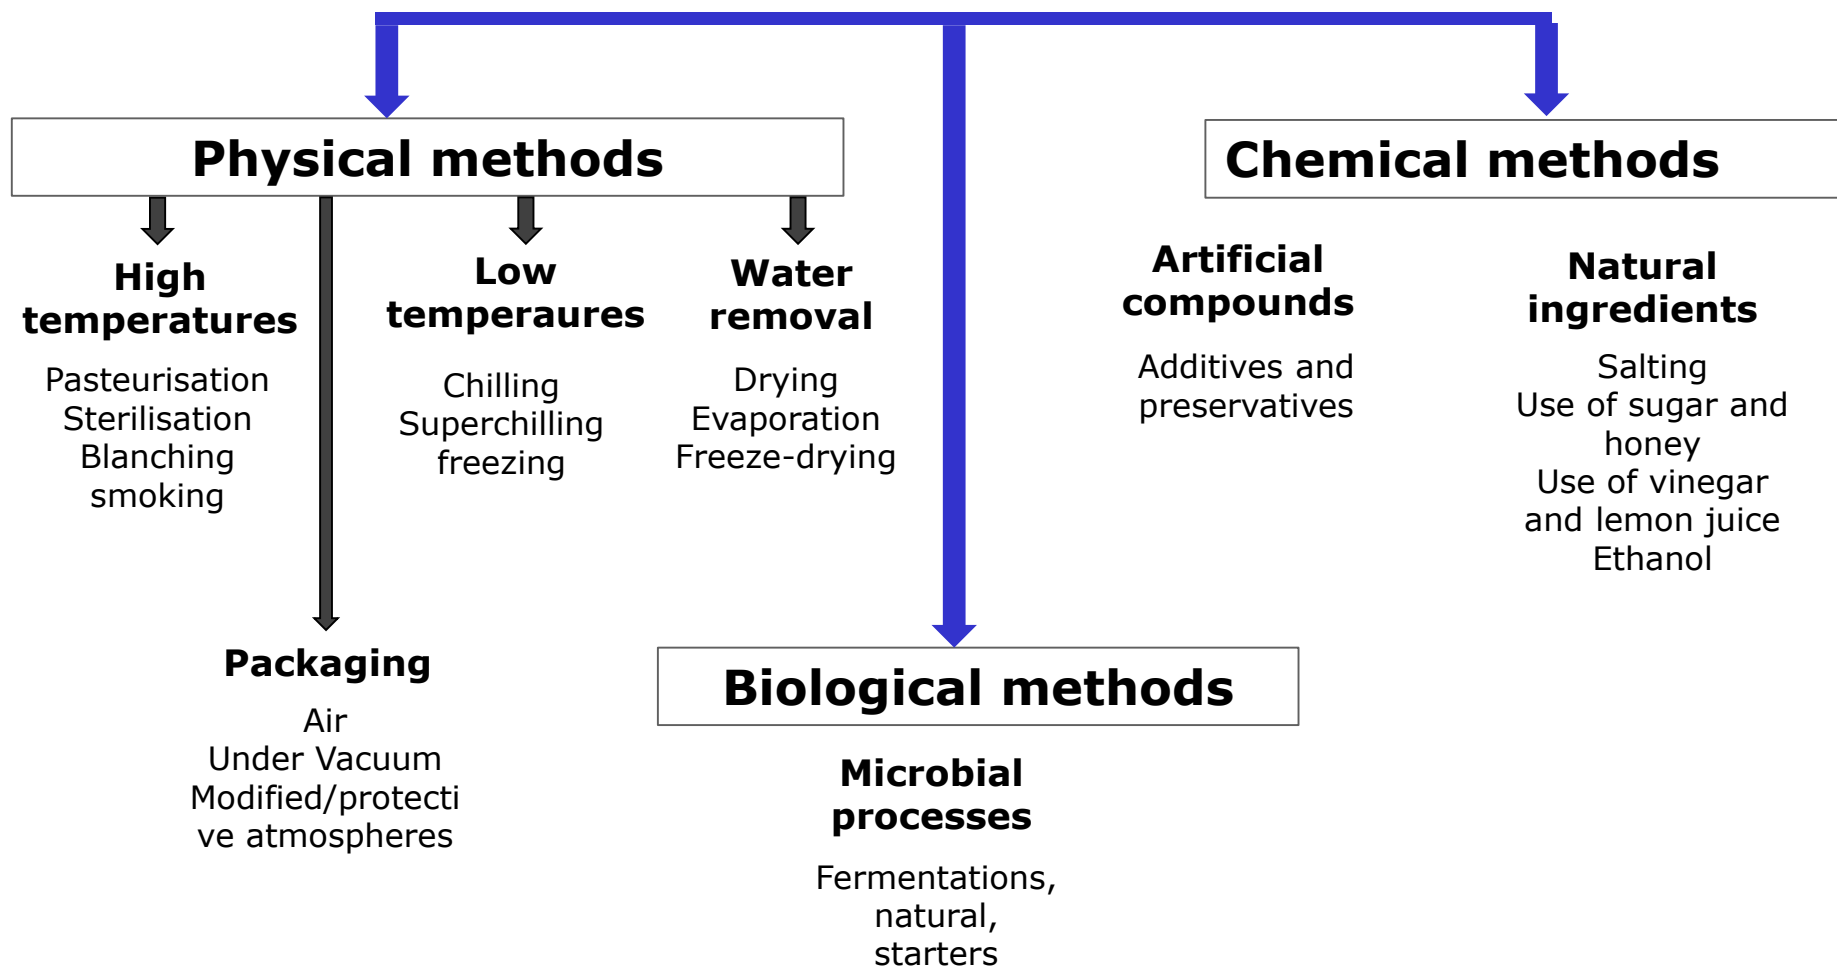 Physical methods
High
temperatures
Pasteurisation
Sterilisation
Blanching
smoking
Low
temperaures
Chilling
Superchilling
freezing
Water
removal
Drying
Evaporation
Freeze-drying
Packaging
Air
Under Vacuum
Modified/protecti
ve atmospheres
Biological methods
Microbial
processes
Fermentations,
natural,
starters
Chemical methods
Artificial
compounds
Additives and
preservatives
Natural
ingredients
Salting
Use of sugar and
honey
Use of vinegar
and lemon juice
Ethanol